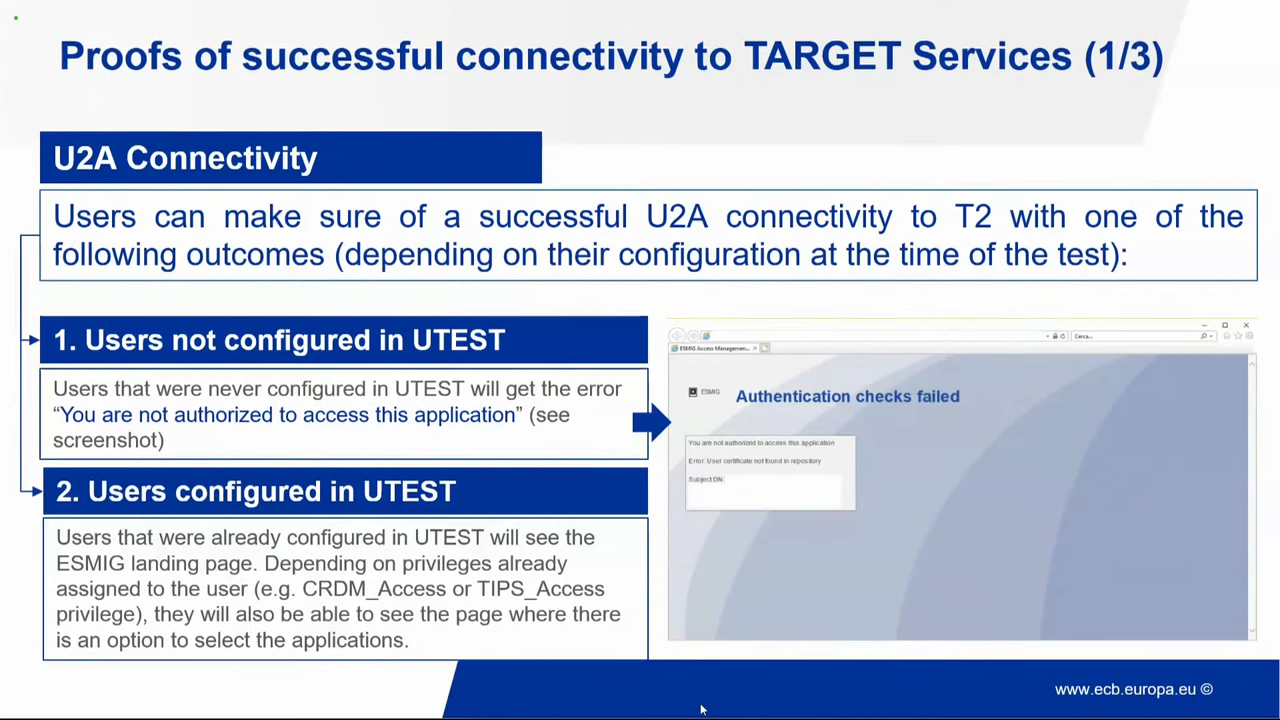 Proofs of successful connectivity to TARGET Services (1/3)
U2A Connectivity
Users can make sure of a successful U2A connectivity to T2 with one of the
following outcomes (depending on their configuration at the time of the test):
1. Users not configured in UTEST
Users that were never configured in UTEST will get the error
“You are not authorized to access this application” (see
screenshot)
2. Users configured in UTEST
Users that were already configured in UTEST will see the
ESMIG landing page. Depending on privileges already
assigned to the user (e.g. CRDM_Access or TIPS_Access
privilege), they will also be able to see the page where there
is an option to select the applications.
Cerca...
ESMIG Access Managemen...
ESMIG
Authentication checks failed
You are not authorized to access this application
Error: User certificate not found in repository
Subject DN:
www.ecb.europa.eu ©